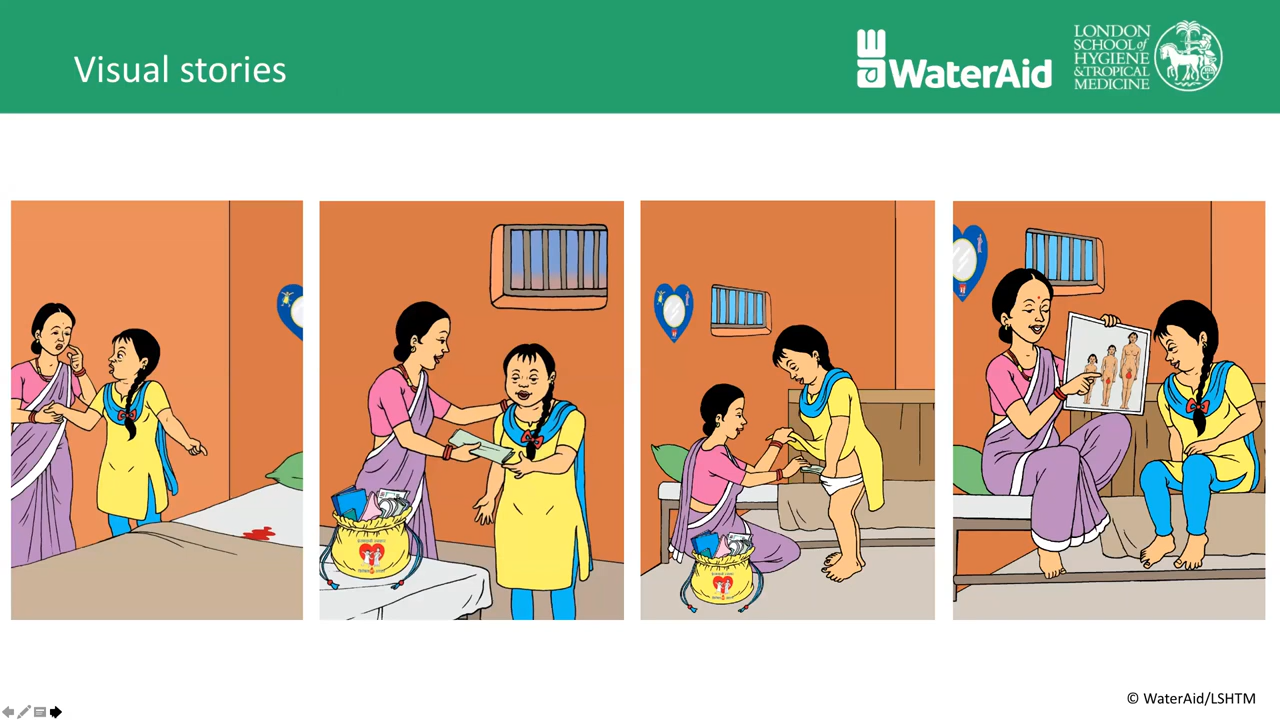 Visual stories
WaterAid
LONDON
SCHOOL of
HYGIENE
& TROPICAL
MEDICINE
© WaterAid/LSHTM